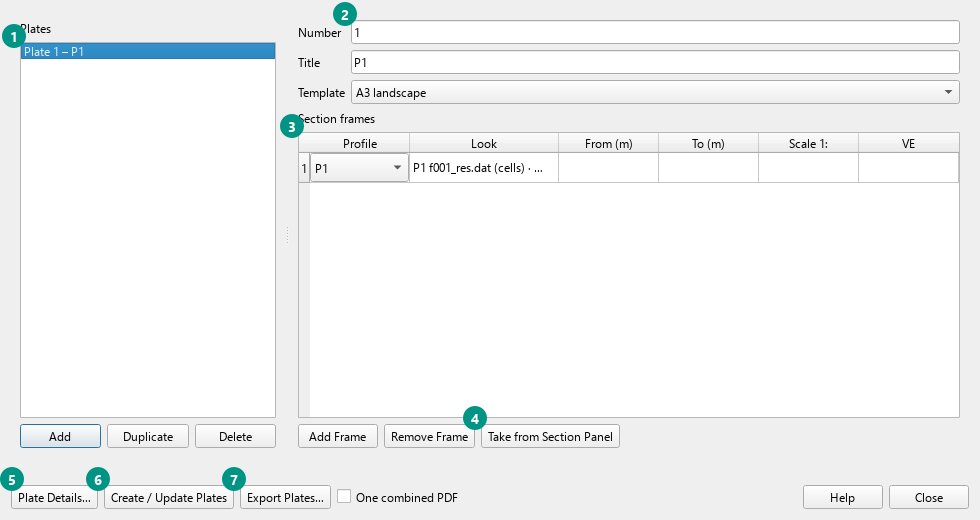 1 Plates
Plate 1 – P1
Add
Duplicate
Delete
2
Number 1
Title P1
Template A3 landscape
3 Section frames
Profile Look From (m) To (m) Scale 1: VE
1 P1 P1 f001_res.dat (cells) · ...
4
Add Frame Remove Frame Take from Section Panel
5 6 7
Plate Details... Create / Update Plates Export Plates... One combined PDF Help Close